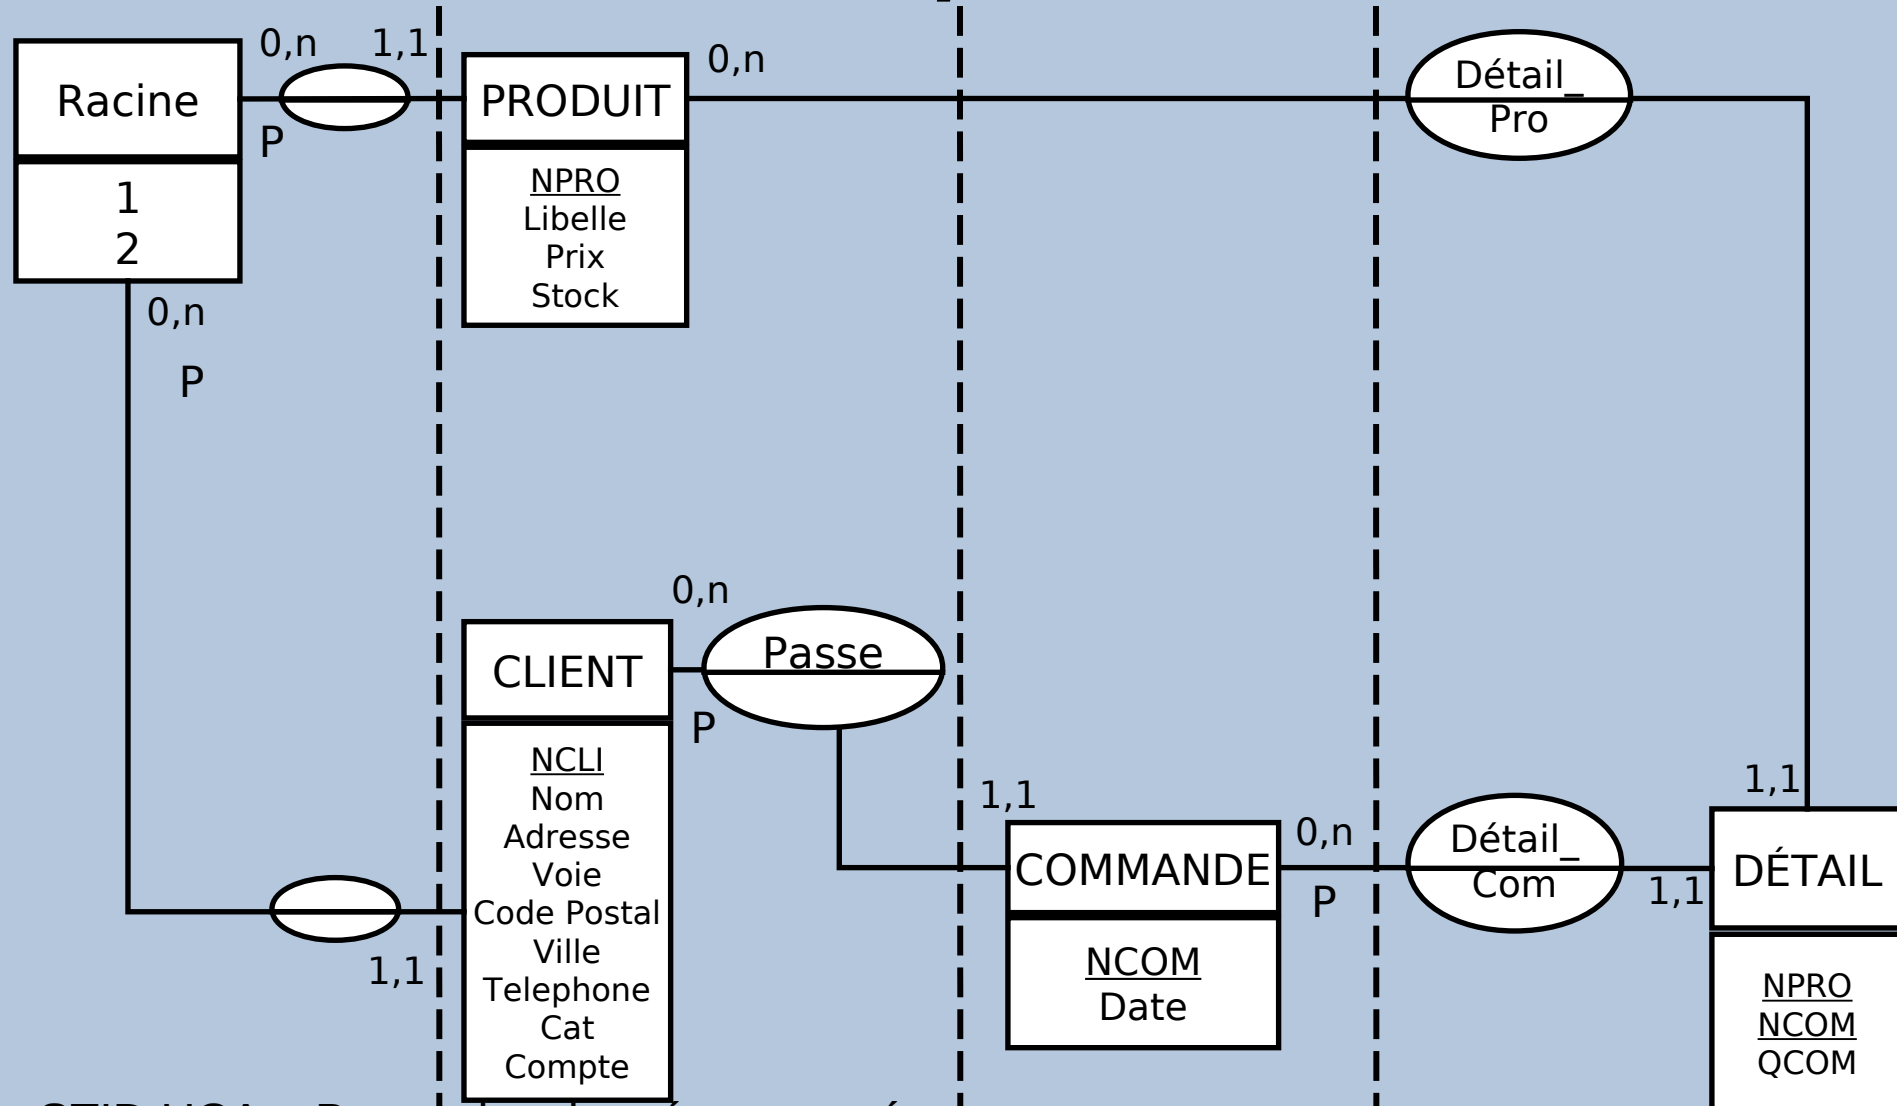 0,n
1,1
Racine
P
1
2
0,n
P
1,1
PRODUIT
0,n
NPRO
Libelle
Prix
Stock
Détail_
Pro
0,n
CLIENT
Passe
P
NCLI
Nom
Adresse
Voie
Code Postal
Ville
Telephone
Cat
Compte
1,1
COMMANDE
0,n
P
NCOM
Date
Détail_
Com
1,1
1,1
DÉTAIL
NPRO
NCOM
QCOM